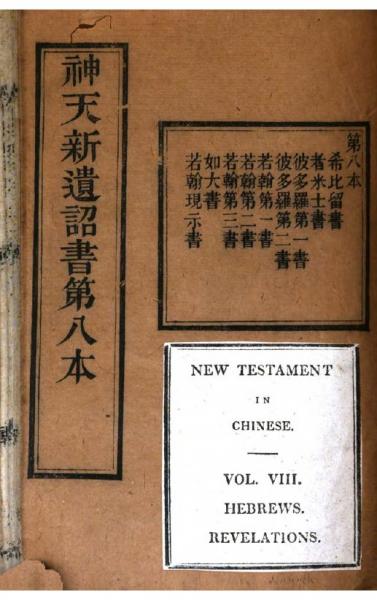 神天新遺詔書第八本
第八本
希比留書
者米士書
彼多羅第一書
彼多羅第二書
若翰第一書
若翰第二書
若翰第三書
如大書
若翰現示書
NEW TESTAMENT
IN
CHINESE.
VOL. VIII.
HEBREWS.
REVELATIONS.